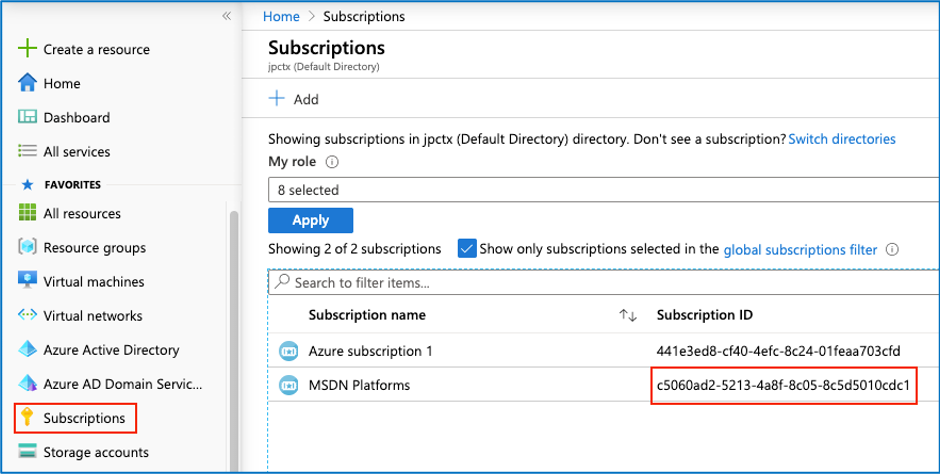 «
Create a resource
Home
Dashboard
All services
FAVORITES
All resources
Resource groups
Virtual machines
Virtual networks
Azure Active Directory
Azure AD Domain Servic...
Subscriptions
Storage accounts
Home > Subscriptions
Subscriptions
jpctx (Default Directory)
+ Add
Showing subscriptions in jpctx (Default Directory) directory. Don't see a subscription? Switch directories
My role
8 selected
Apply
Showing 2 of 2 subscriptions Show only subscriptions selected in the global subscriptions filter
Search to filter items...
Subscription name Subscription ID
Azure subscription 1 441e3ed8-cf40-4efc-8c24-01feaa703cfd
MSDN Platforms c5060ad2-5213-4a8f-8c05-8c5d5010cdc1